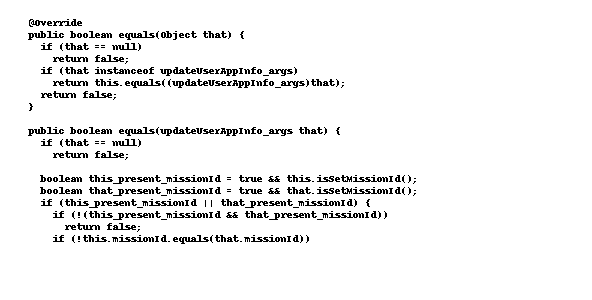 @Override
public boolean equals(Object that) {
if (that == null)
return false;
if (that instanceof updateUserAppInfo_args)
return this.equals((updateUserAppInfo_args)that);
return false;
}
public boolean equals(updateUserAppInfo_args that) {
if (that == null)
return false;
boolean this_present_missionId = true && this.isSetMissionId();
boolean that_present_missionId = true && that.isSetMissionId();
if (this_present_missionId || that_present_missionId) {
if (!(this_present_missionId && that_present_missionId))
return false;
if (!this.missionId.equals(that.missionId))